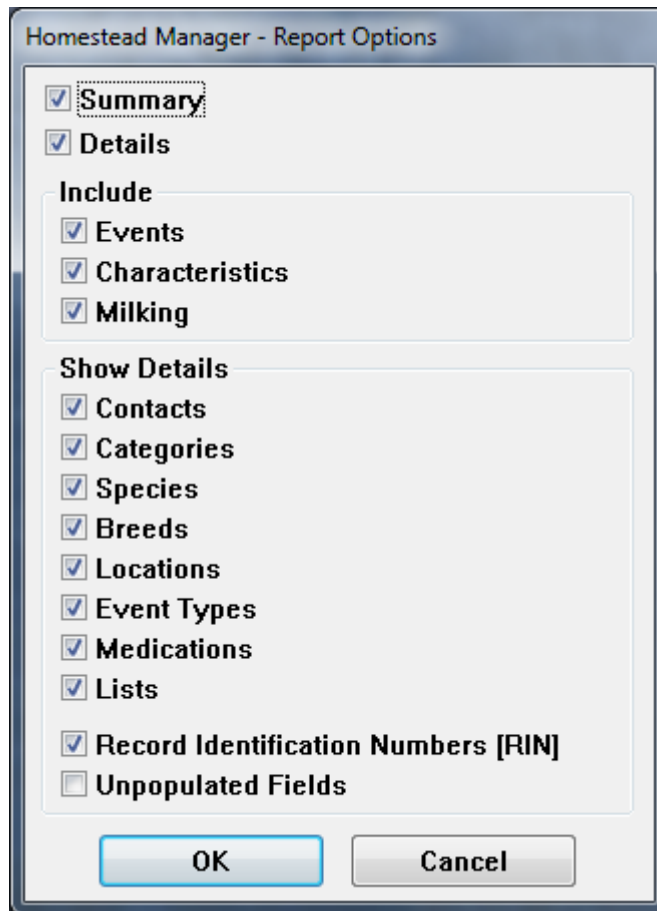 Homestead Manager - Report Options
Summary
Details
Include
Events
Characteristics
Milking
Show Details
Contacts
Categories
Species
Breeds
Locations
Event Types
Medications
Lists
Record Identification Numbers [RIN]
Unpopulated Fields
OK Cancel